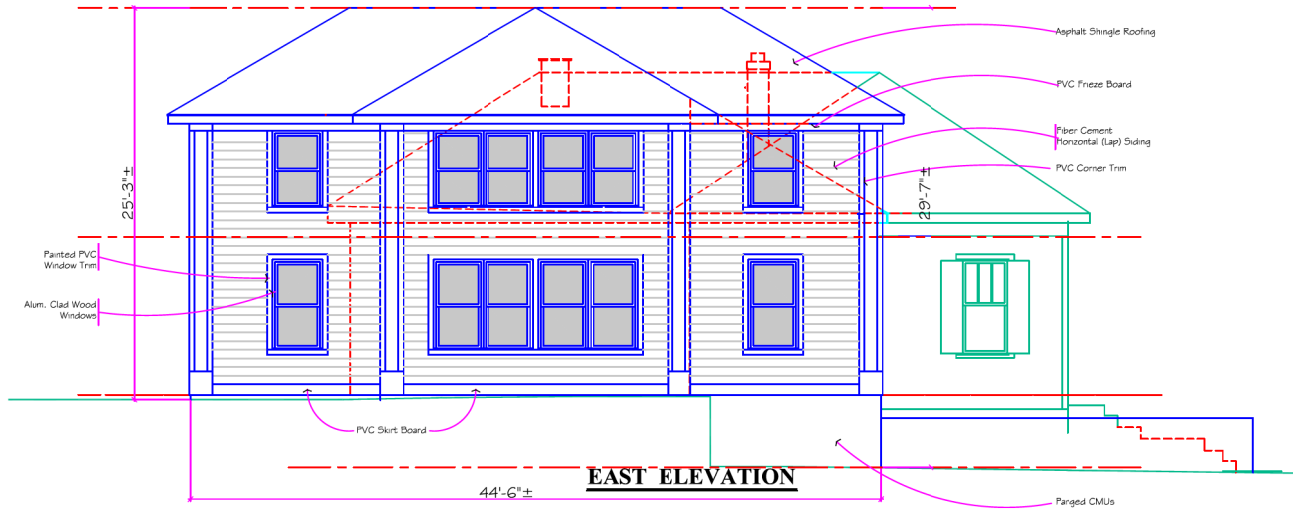 Asphalt Shingle Roofing
PVC Frieze Board
Fiber Cement
Horizontal (Lap) Siding
PVC Corner Trim
25'-3"±
29'-7"±
Painted PVC
Window Trim
Alum. Clad Wood
Windows
PVC Skirt Board
EAST ELEVATION
44'-6"±
Parged CMUs